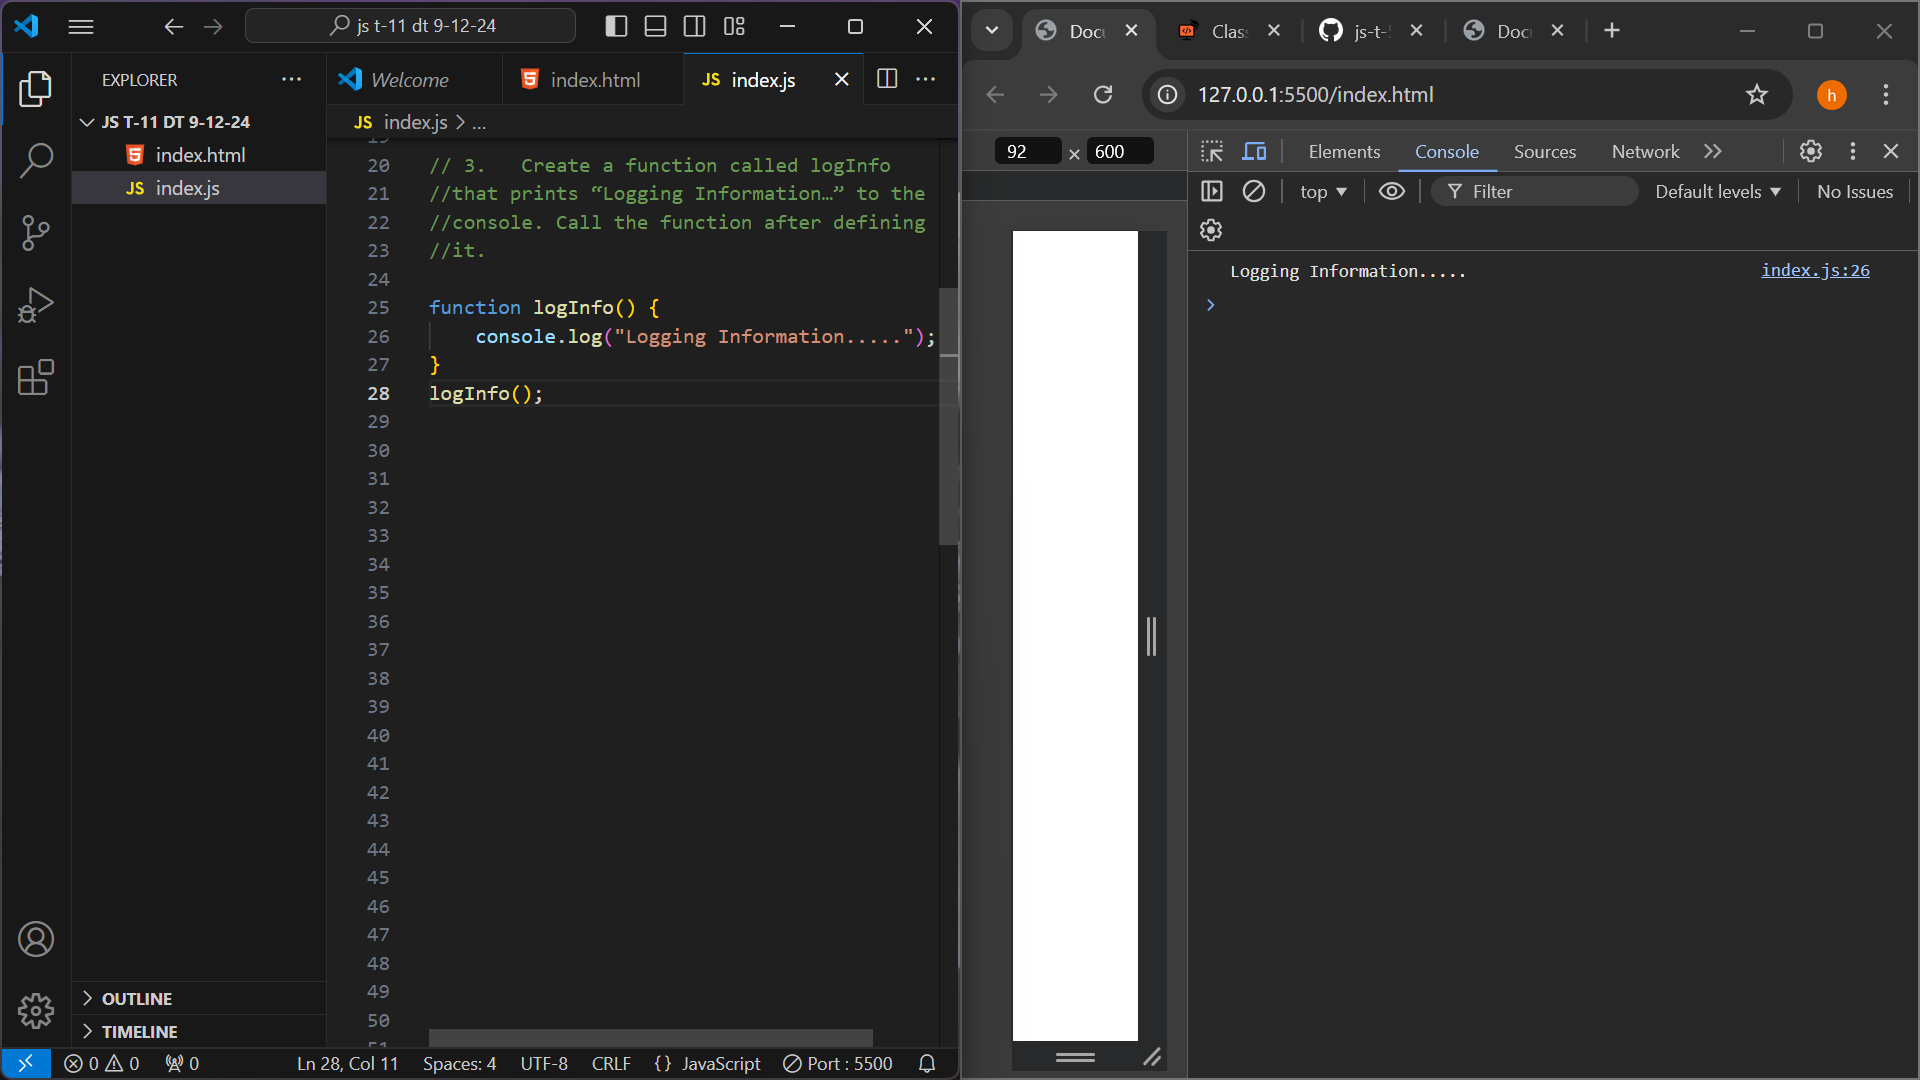 js t-11 dt 9-12-24
EXPLORER
JS T-11 DT 9-12-24
index.html
JS index.js
OUTLINE
TIMELINE
Welcome
index.html
JS index.js
JS index.js > ...
20 // 3.   Create a function called logInfo
21 //that prints “Logging Information…” to the
22 //console. Call the function after defining
23 //it.
24
25 function logInfo() {
26     console.log("Logging Information.....");
27 }
28 logInfo();
29
30
31
32
33
34
35
36
37
38
39
40
41
42
43
44
45
46
47
48
49
50
0 0 0 Ln 28, Col 11 Spaces: 4 UTF-8 CRLF {} JavaScript Port : 5500
Docu Class js-t- Docu
127.0.0.1:5500/index.html
h
92 × 600
Elements Console Sources Network
top Filter Default levels No Issues
Logging Information..... index.js:26